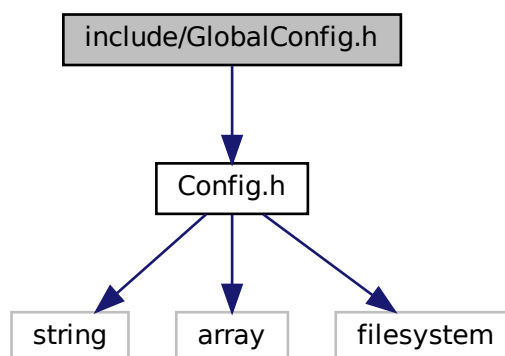 include/GlobalConfig.h
Config.h
string
array
filesystem